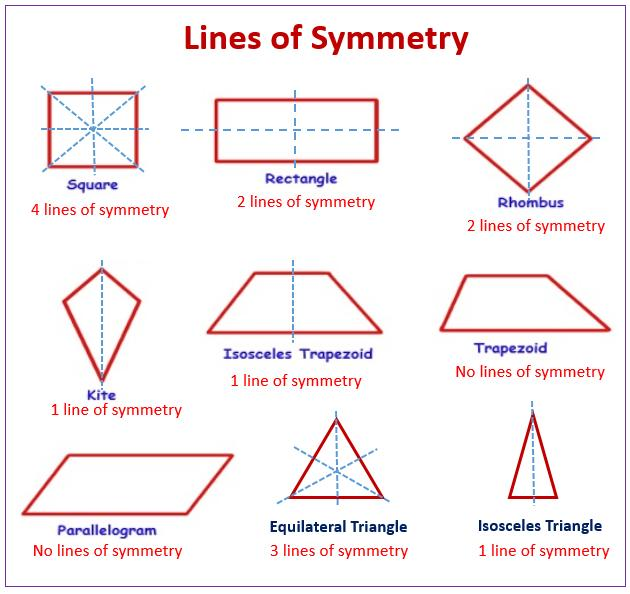 Lines of Symmetry
Square
4 lines of symmetry
Rectangle
2 lines of symmetry
Rhombus
2 lines of symmetry
Kite
1 line of symmetry
Isosceles Trapezoid
1 line of symmetry
Trapezoid
No lines of symmetry
Parallelogram
No lines of symmetry
Equilateral Triangle
3 lines of symmetry
Isosceles Triangle
1 line of symmetry